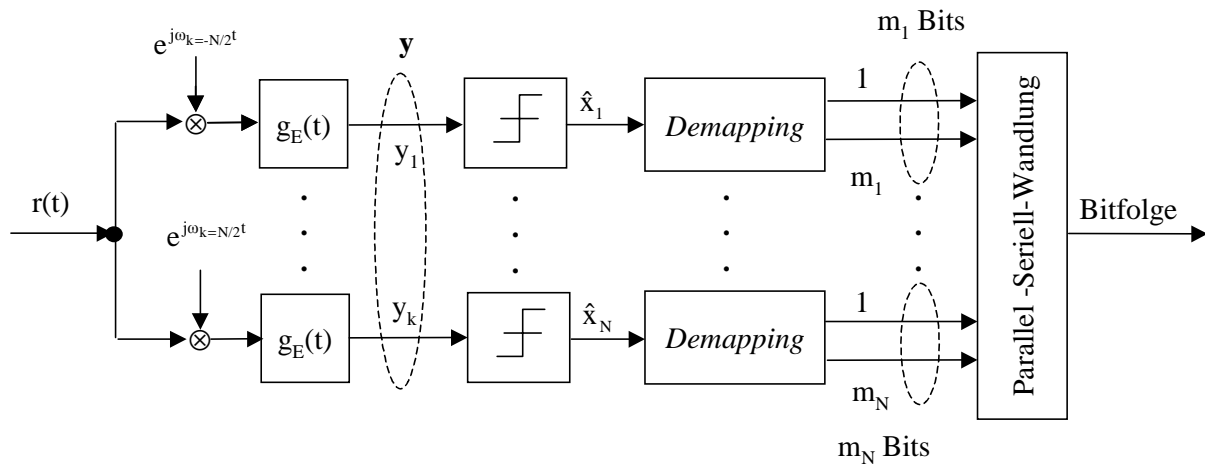 m₁ Bits
e^{jω_{k=-N/2}t}
y
g_E(t)
y₁
x̂₁
Demapping
1
m₁
r(t)
e^{jω_{k=N/2}t}
g_E(t)
y_k
x̂_N
Demapping
1
m_N
m_N Bits
Parallel -Seriell-Wandlung
Bitfolge